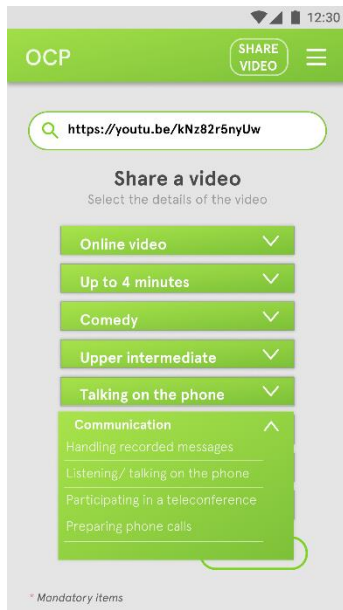 12:30
OCP
SHARE
VIDEO
https://youtu.be/kNz82r5nyUw
Share a video
Select the details of the video
Online video
Up to 4 minutes
Comedy
Upper intermediate
Talking on the phone
Communication
Handling recorded messages
Listening/ talking on the phone
Participating in a teleconference
Preparing phone calls
* Mandatory items